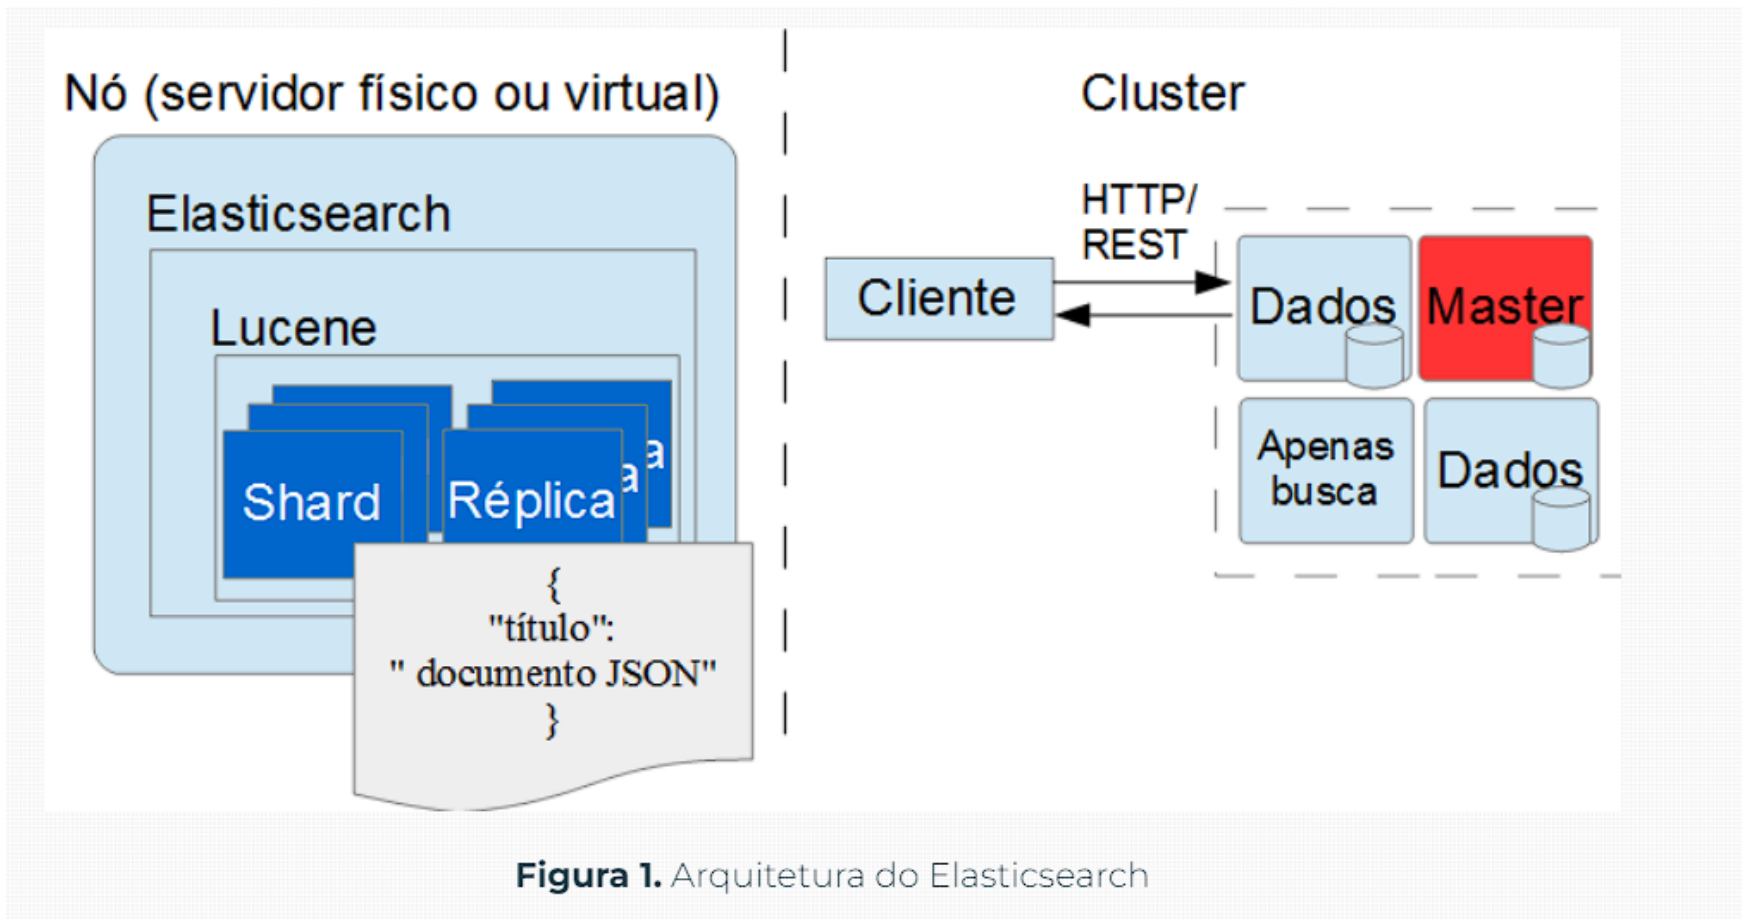 Nó (servidor físico ou virtual)
Elasticsearch
Lucene
Shard
Réplica
a
a
{
"título":
" documento JSON"
}
Cluster
HTTP/
REST
Cliente
Dados
Master
Apenas
busca
Dados
Figura 1. Arquitetura do Elasticsearch